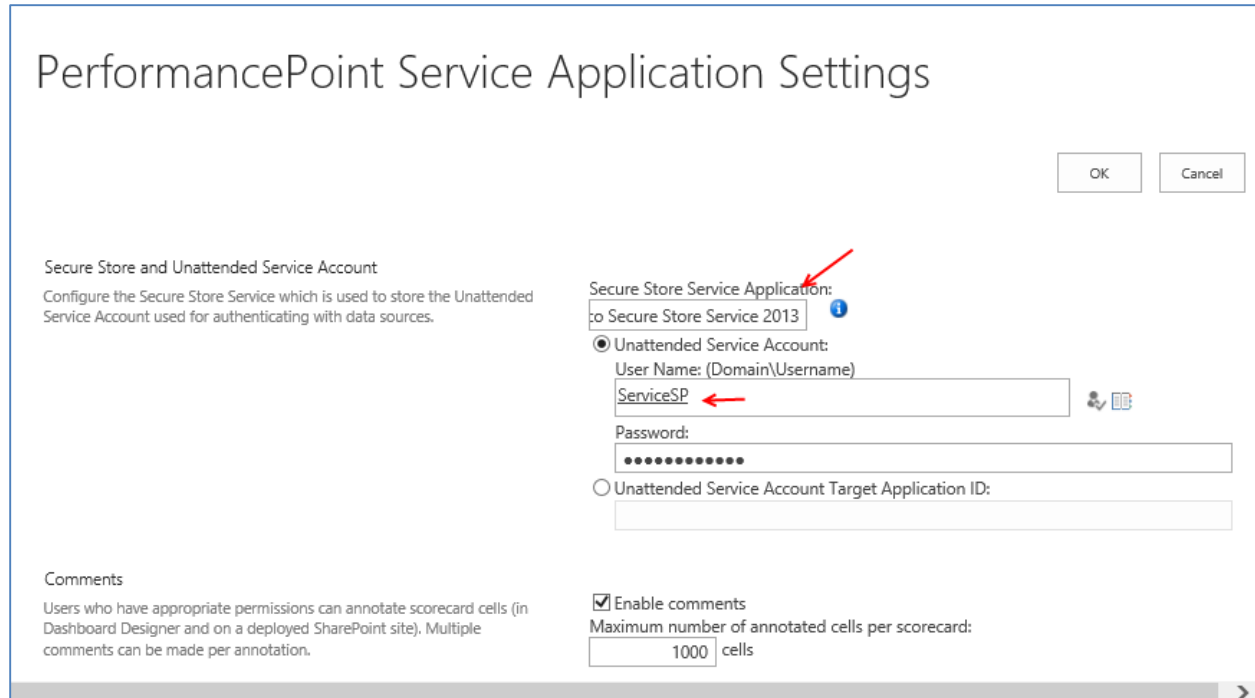 PerformancePoint Service Application Settings
OK
Cancel
Secure Store and Unattended Service Account
Configure the Secure Store Service which is used to store the Unattended
Service Account used for authenticating with data sources.
Secure Store Service Application:
to Secure Store Service 2013
Unattended Service Account:
User Name: (Domain\Username)
ServiceSP
Password:
●●●●●●●●●●●●
Unattended Service Account Target Application ID:
Comments
Users who have appropriate permissions can annotate scorecard cells (in
Dashboard Designer and on a deployed SharePoint site). Multiple
comments can be made per annotation.
Enable comments
Maximum number of annotated cells per scorecard:
1000 cells